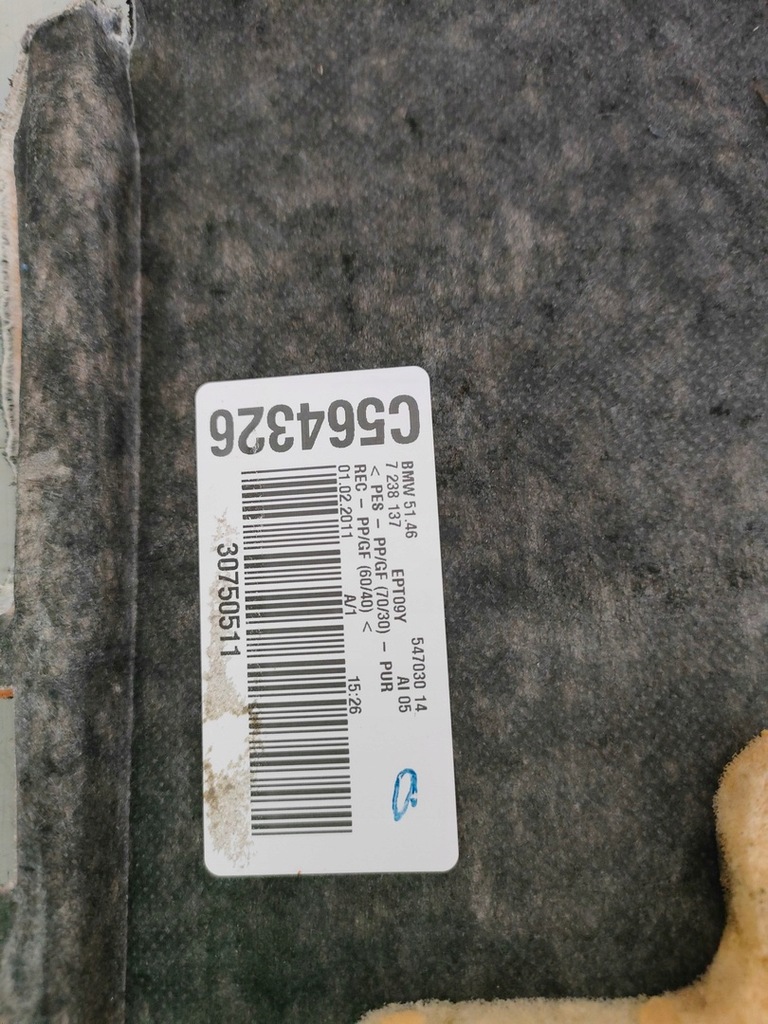 C564326
BMW 51.46 547030 14
7 238 137 EPT09Y AI 05
< PES - PP/GF (70/30) - PUR
REC - PP/GF (60/40) <
01.02.2011 A/1 15:26
30750511